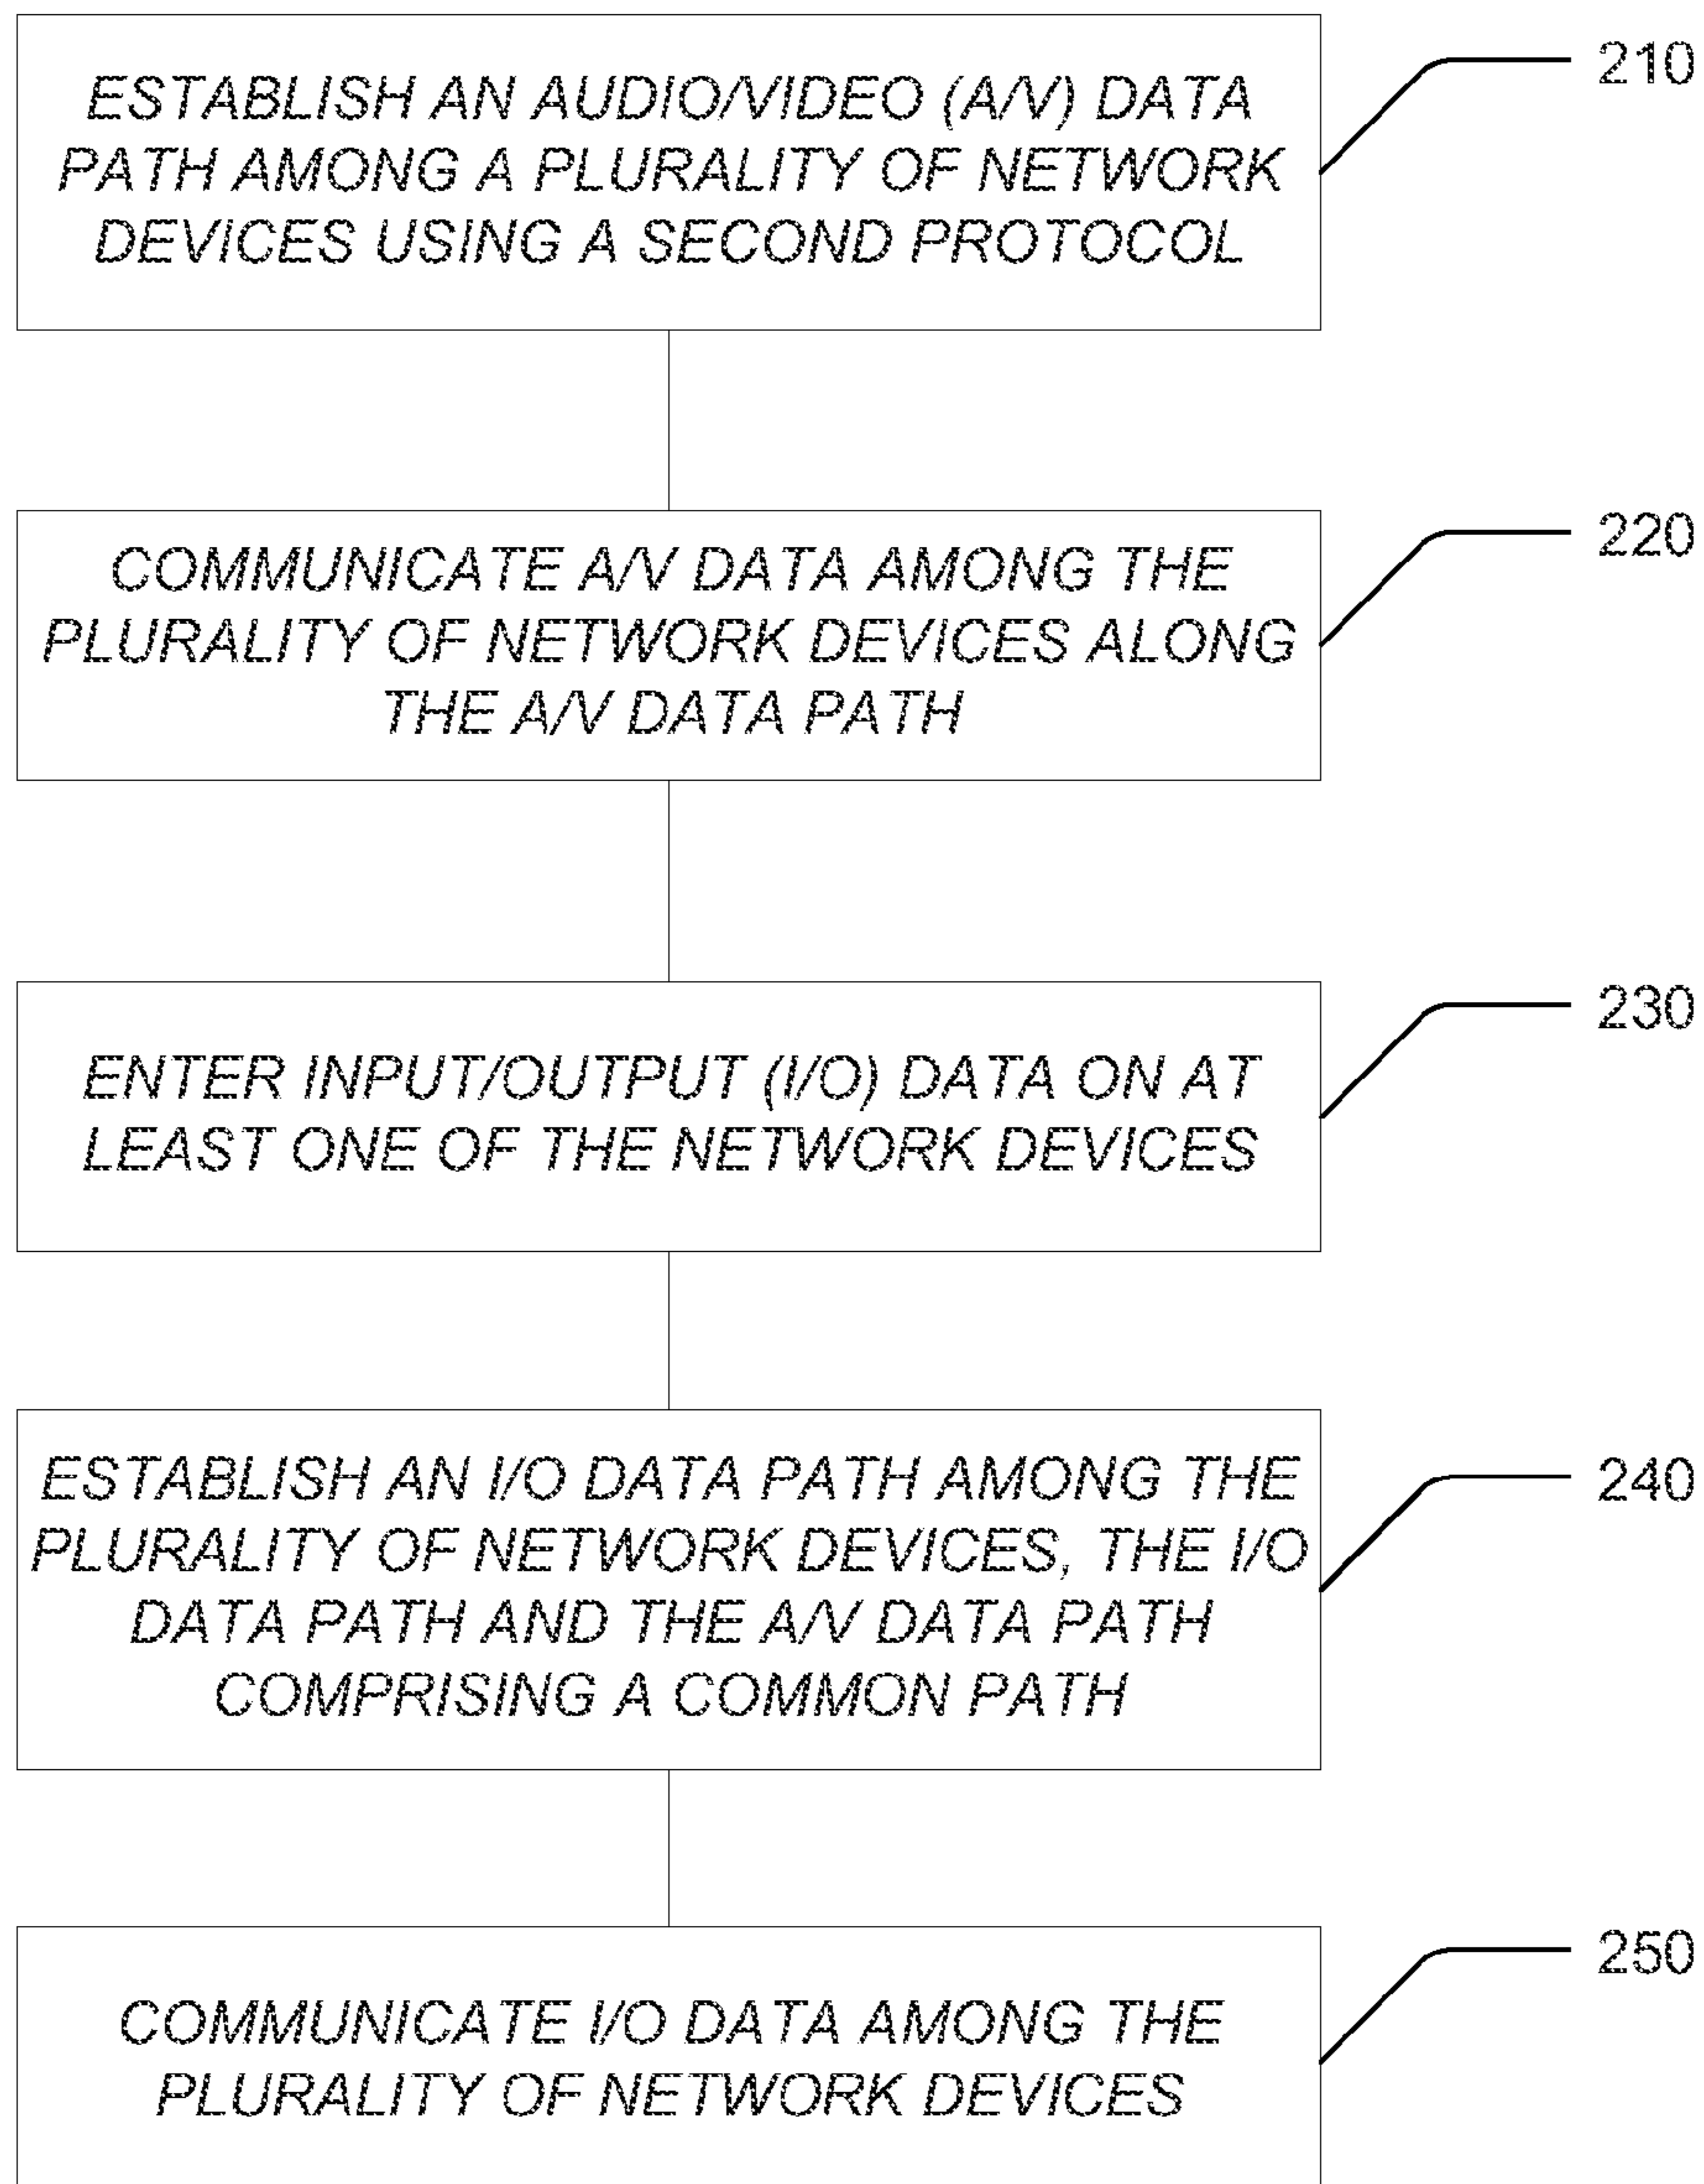 ESTABLISH AN AUDIO/VIDEO (A/V) DATA
PATH AMONG A PLURALITY OF NETWORK
DEVICES USING A SECOND PROTOCOL
210
COMMUNICATE A/V DATA AMONG THE
PLURALITY OF NETWORK DEVICES ALONG
THE A/V DATA PATH
220
ENTER INPUT/OUTPUT (I/O) DATA ON AT
LEAST ONE OF THE NETWORK DEVICES
230
ESTABLISH AN I/O DATA PATH AMONG THE
PLURALITY OF NETWORK DEVICES, THE I/O
DATA PATH AND THE A/V DATA PATH
COMPRISING A COMMON PATH
240
COMMUNICATE I/O DATA AMONG THE
PLURALITY OF NETWORK DEVICES
250